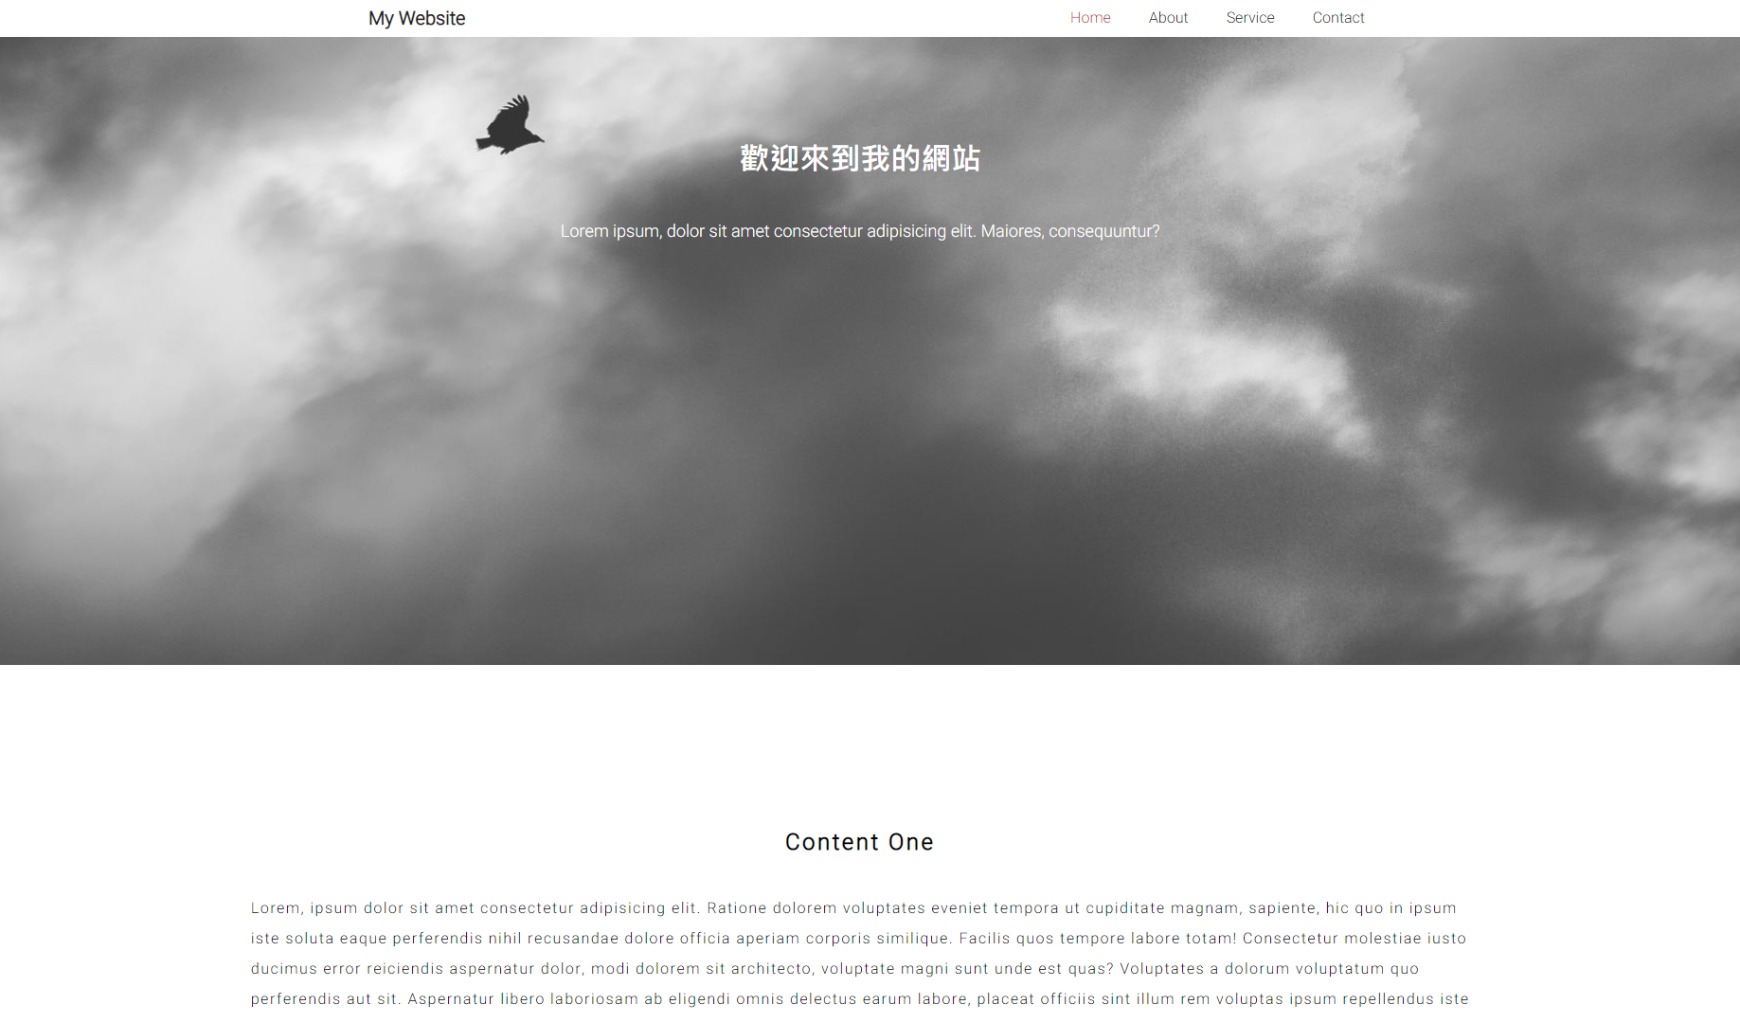 My Website
Home About Service Contact
歡迎來到我的網站
Lorem ipsum, dolor sit amet consectetur adipisicing elit. Maiores, consequuntur?
Content One
Lorem, ipsum dolor sit amet consectetur adipisicing elit. Ratione dolorem voluptates eveniet tempora ut cupiditate magnam, sapiente, hic quo in ipsum
iste soluta eaque perferendis nihil recusandae dolore officia aperiam corporis similique. Facilis quos tempore labore totam! Consectetur molestiae iusto
ducimus error reiciendis aspernatur dolor, modi dolorem sit architecto, voluptate magni sunt unde est quas? Voluptates a dolorum voluptatum quo
perferendis aut sit. Aspernatur libero laboriosam ab eligendi omnis delectus earum labore, placeat officiis sint illum rem voluptas ipsum repellendus iste